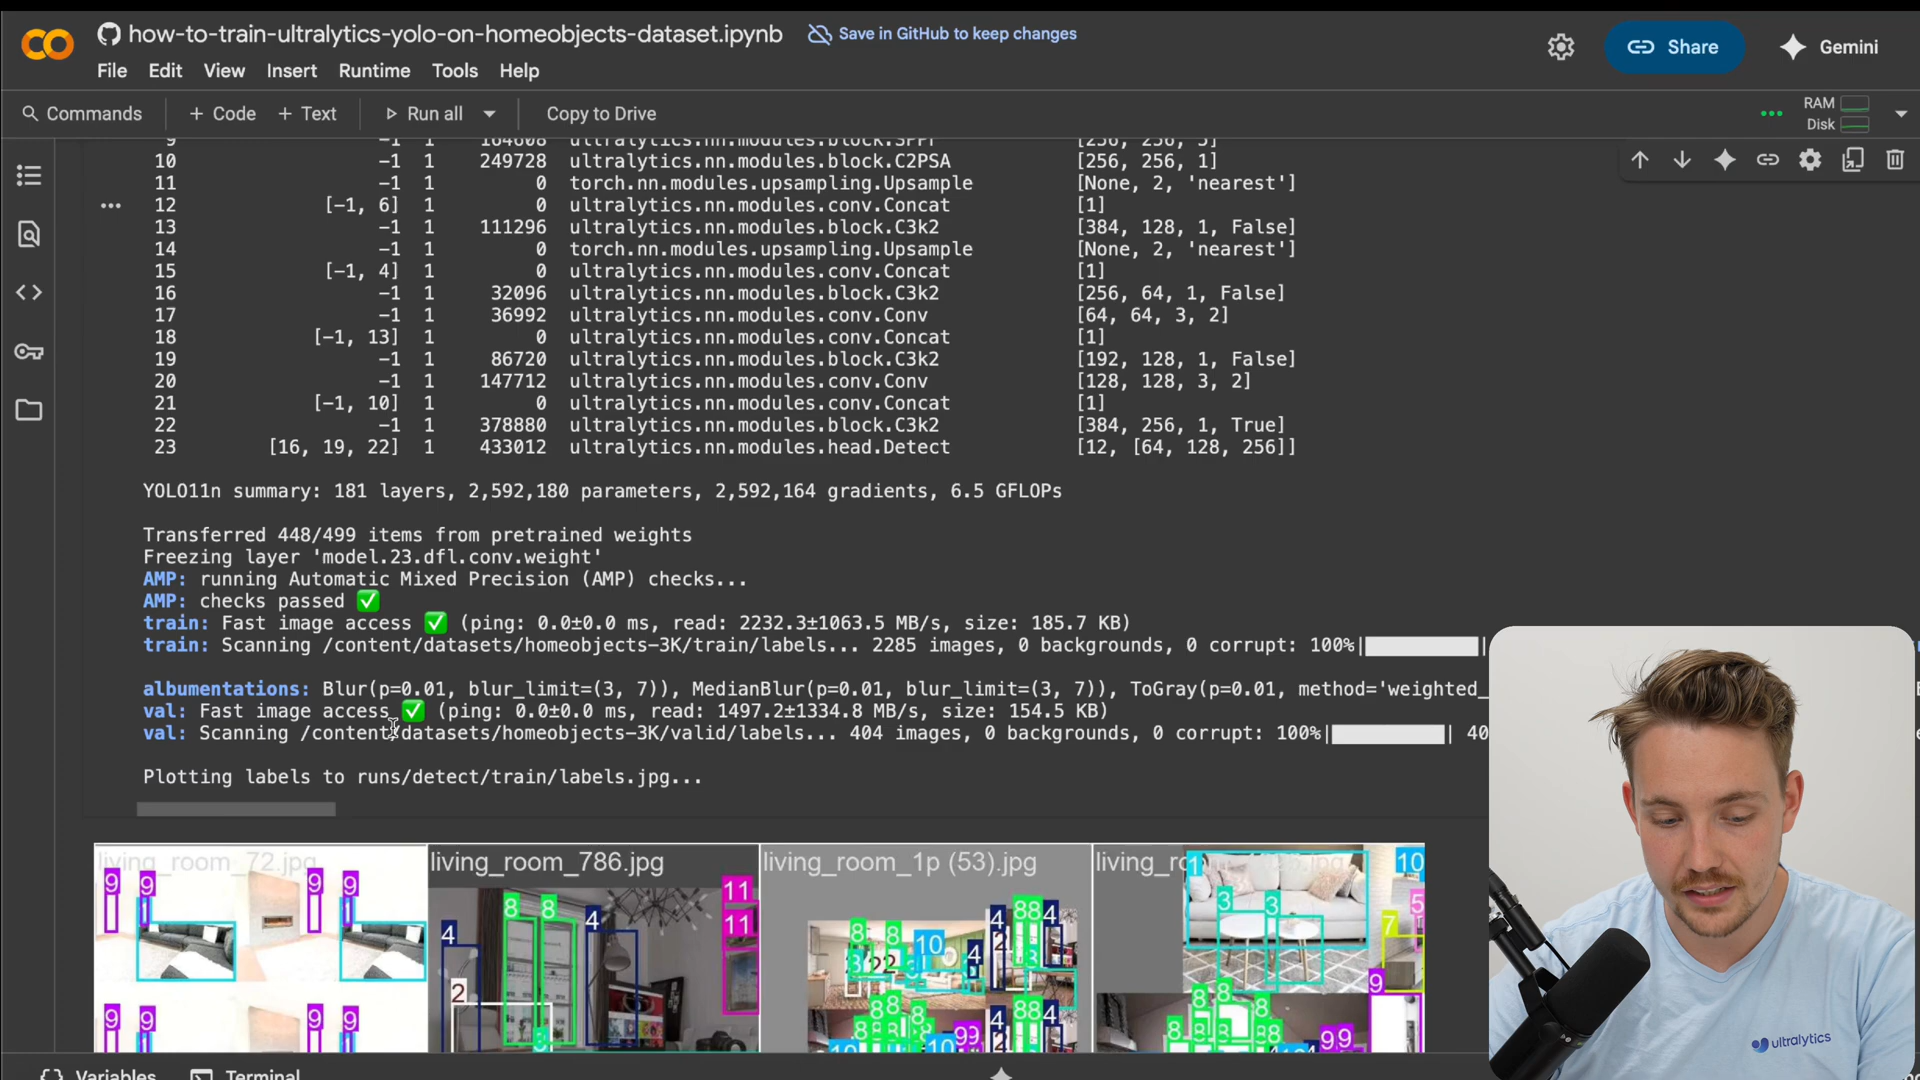 how-to-train-ultralytics-yolo-on-homeobjects-dataset.ipynb Save in GitHub to keep changes
Share Gemini
File Edit View Insert Runtime Tools Help
Commands + Code + Text Run all Copy to Drive
RAM
Disk
9 -1 1 164608 ultralytics.nn.modules.block.SPPF [256, 256, 5]
10 -1 1 249728 ultralytics.nn.modules.block.C2PSA [256, 256, 1]
11 -1 1 0 torch.nn.modules.upsampling.Upsample [None, 2, 'nearest']
12 [-1, 6] 1 0 ultralytics.nn.modules.conv.Concat [1]
13 -1 1 111296 ultralytics.nn.modules.block.C3k2 [384, 128, 1, False]
14 -1 1 0 torch.nn.modules.upsampling.Upsample [None, 2, 'nearest']
15 [-1, 4] 1 0 ultralytics.nn.modules.conv.Concat [1]
16 -1 1 32096 ultralytics.nn.modules.block.C3k2 [256, 64, 1, False]
17 -1 1 36992 ultralytics.nn.modules.conv.Conv [64, 64, 3, 2]
18 [-1, 13] 1 0 ultralytics.nn.modules.conv.Concat [1]
19 -1 1 86720 ultralytics.nn.modules.block.C3k2 [192, 128, 1, False]
20 -1 1 147712 ultralytics.nn.modules.conv.Conv [128, 128, 3, 2]
21 [-1, 10] 1 0 ultralytics.nn.modules.conv.Concat [1]
22 -1 1 378880 ultralytics.nn.modules.block.C3k2 [384, 256, 1, True]
23 [16, 19, 22] 1 433012 ultralytics.nn.modules.head.Detect [12, [64, 128, 256]]
YOLO11n summary: 181 layers, 2,592,180 parameters, 2,592,164 gradients, 6.5 GFLOPs
Transferred 448/499 items from pretrained weights
Freezing layer 'model.23.dfl.conv.weight'
AMP: running Automatic Mixed Precision (AMP) checks...
AMP: checks passed ✅
train: Fast image access ✅ (ping: 0.0±0.0 ms, read: 2232.3±1063.5 MB/s, size: 185.7 KB)
train: Scanning /content/datasets/homeobjects-3K/train/labels... 2285 images, 0 backgrounds, 0 corrupt: 100%|
albumentations: Blur(p=0.01, blur_limit=(3, 7)), MedianBlur(p=0.01, blur_limit=(3, 7)), ToGray(p=0.01, method='weighted_
val: Fast image access ✅ (ping: 0.0±0.0 ms, read: 1497.2±1334.8 MB/s, size: 154.5 KB)
val: Scanning /content/datasets/homeobjects-3K/valid/labels... 404 images, 0 backgrounds, 0 corrupt: 100%| | 40
Plotting labels to runs/detect/train/labels.jpg...
living_room_72.jpg living_room_786.jpg living_room_1p (53).jpg
ultralytics
Variables Terminal